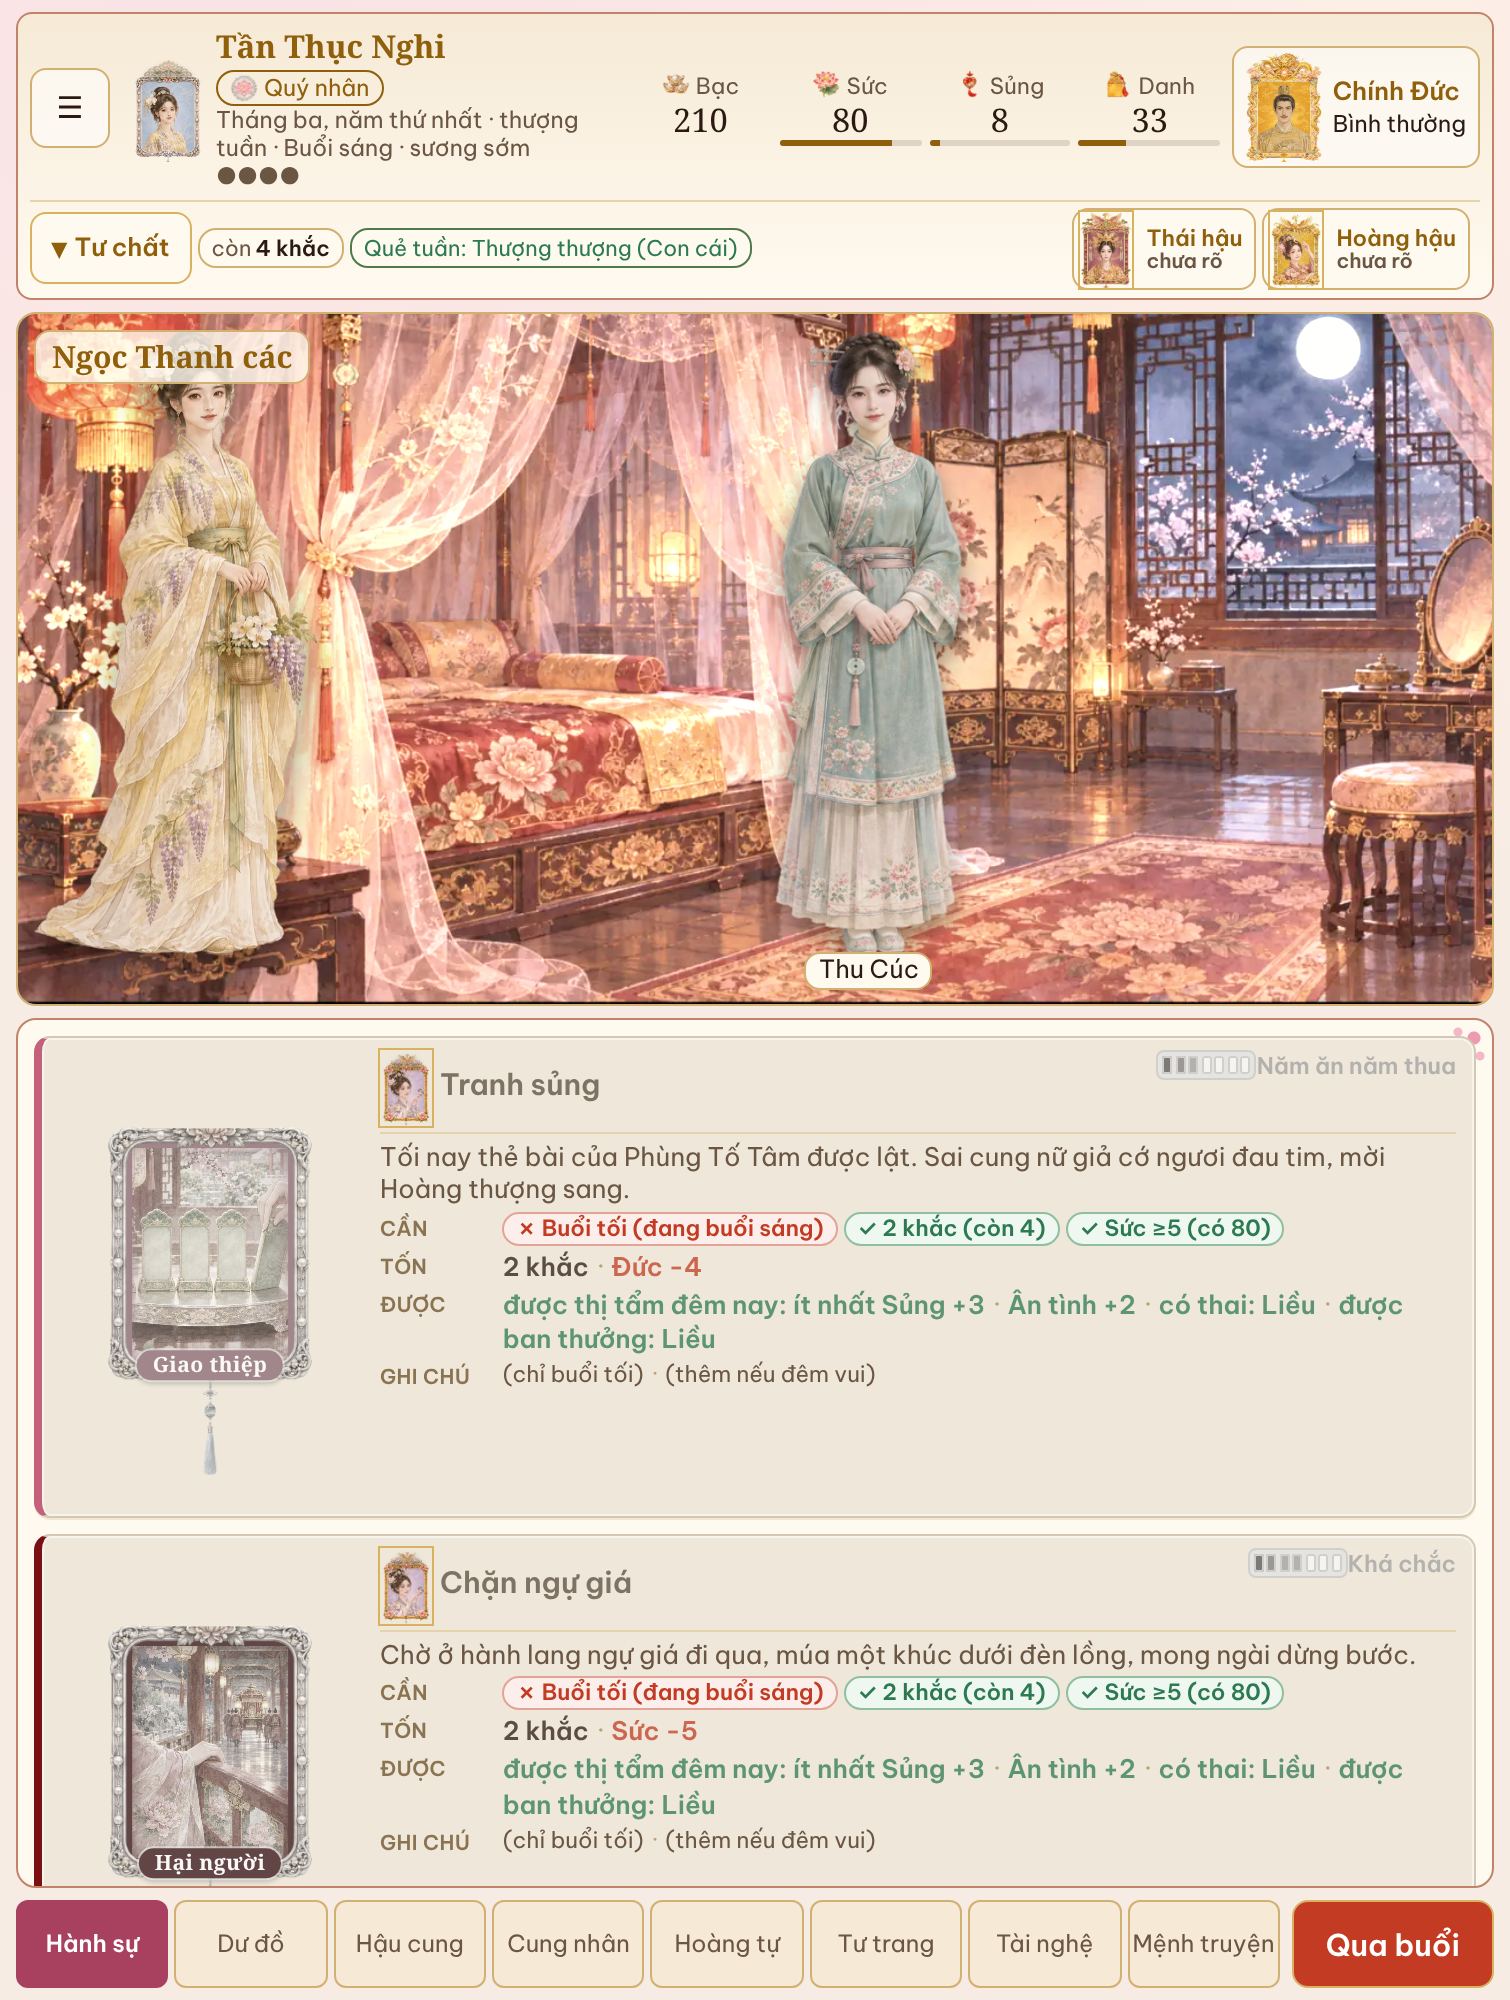 ☰
Tần Thục Nghi
Quý nhân
Tháng ba, năm thứ nhất · thượng
tuần · Buổi sáng · sương sớm
●●●●
Bạc
210
Sức
80
Sủng
8
Danh
33
Chính Đức
Bình thường
▼ Tư chất
còn 4 khắc
Quẻ tuần: Thượng thượng (Con cái)
Thái hậu
chưa rõ
Hoàng hậu
chưa rõ
Ngọc Thanh các
Thu Cúc
Tranh sủng
Năm ăn năm thua
Tối nay thẻ bài của Phùng Tố Tâm được lật. Sai cung nữ giả cớ ngươi đau tim, mời
Hoàng thượng sang.
CẦN
× Buổi tối (đang buổi sáng)
✓ 2 khắc (còn 4)
✓ Sức ≥5 (có 80)
TỐN
2 khắc · Đức -4
ĐƯỢC
được thị tẩm đêm nay: ít nhất Sủng +3 · Ân tình +2 · có thai: Liều · được
ban thưởng: Liều
GHI CHÚ
(chỉ buổi tối) · (thêm nếu đêm vui)
Giao thiệp
Chặn ngự giá
Khá chắc
Chờ ở hành lang ngự giá đi qua, múa một khúc dưới đèn lồng, mong ngài dừng bước.
CẦN
× Buổi tối (đang buổi sáng)
✓ 2 khắc (còn 4)
✓ Sức ≥5 (có 80)
TỐN
2 khắc · Sức -5
ĐƯỢC
được thị tẩm đêm nay: ít nhất Sủng +3 · Ân tình +2 · có thai: Liều · được
ban thưởng: Liều
GHI CHÚ
(chỉ buổi tối) · (thêm nếu đêm vui)
Hại người
Hành sự
Dư đồ
Hậu cung
Cung nhân
Hoàng tự
Tư trang
Tài nghệ
Mệnh truyện
Qua buổi